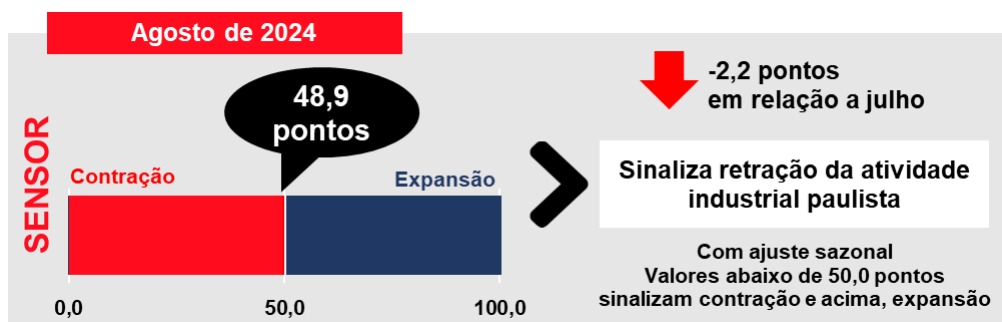 Agosto de 2024
SENSOR
48,9
pontos
Contração
Expansão
0,0
50,0
100,0
-2,2 pontos
em relação a julho
Sinaliza retração da atividade
industrial paulista
Com ajuste sazonal
Valores abaixo de 50,0 pontos
sinalizam contração e acima, expansão